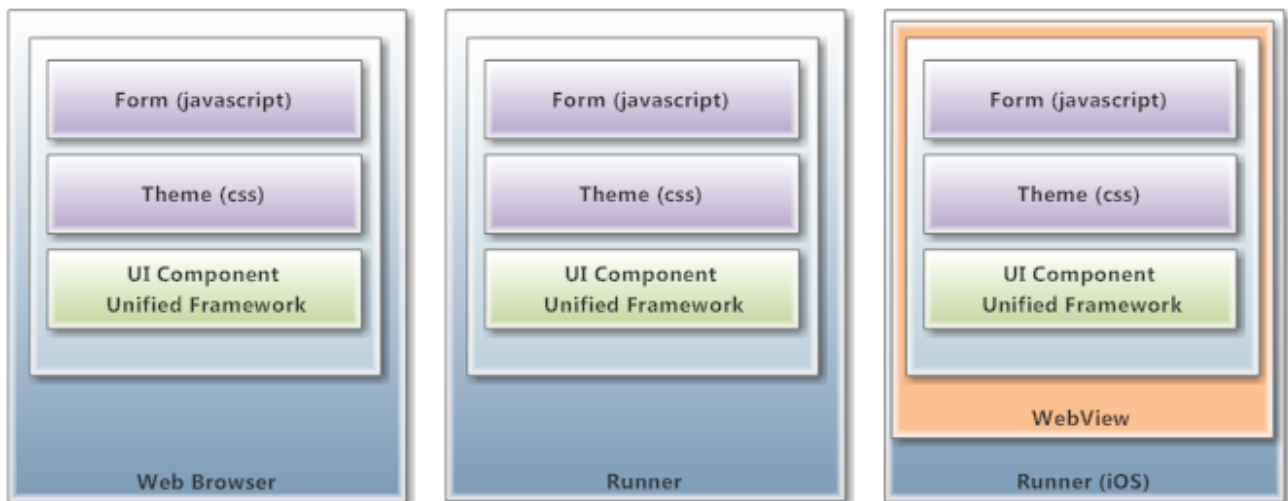 Form (javascript)
Theme (css)
UI Component
Unified Framework
Web Browser
Form (javascript)
Theme (css)
UI Component
Unified Framework
Runner
Form (javascript)
Theme (css)
UI Component
Unified Framework
WebView
Runner (iOS)